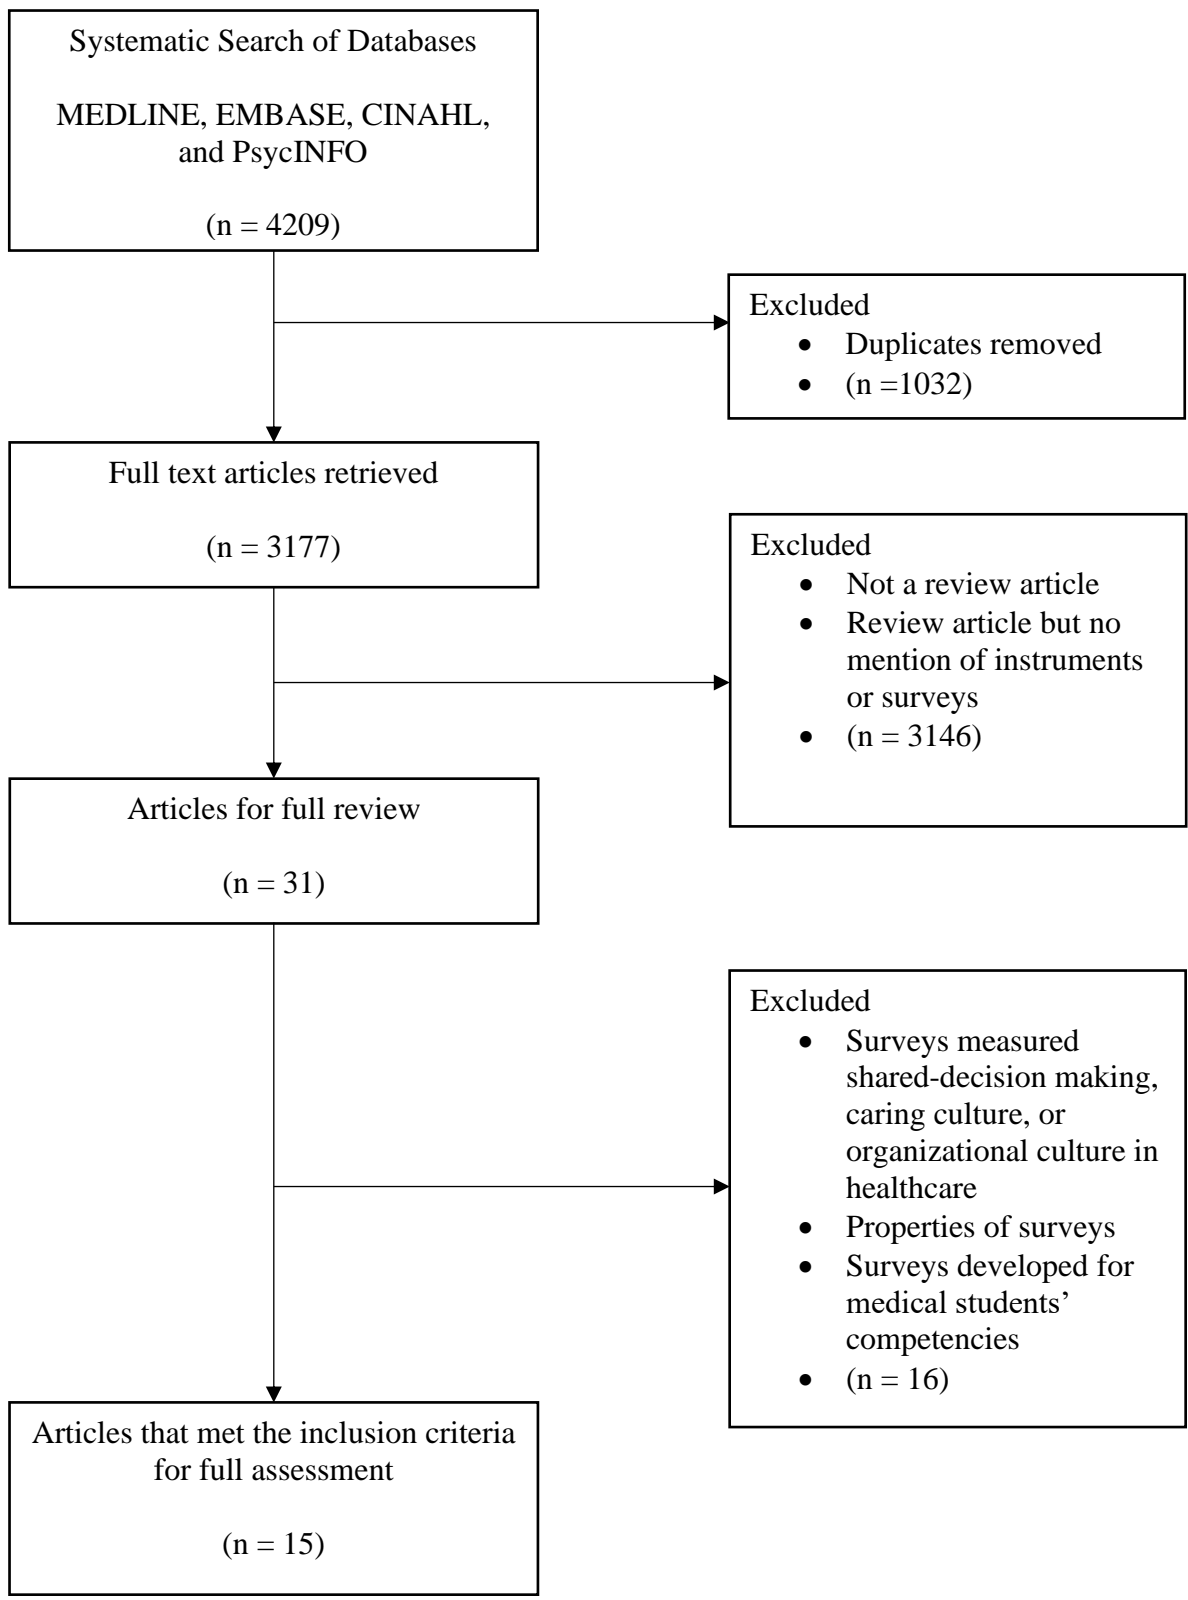 Systematic Search of Databases
MEDLINE, EMBASE, CINAHL,
and PsycINFO
(n = 4209)
Excluded
• Duplicates removed
• (n =1032)
Full text articles retrieved
(n = 3177)
Excluded
• Not a review article
• Review article but no
mention of instruments
or surveys
• (n = 3146)
Articles for full review
(n = 31)
Excluded
• Surveys measured
shared-decision making,
caring culture, or
organizational culture in
healthcare
• Properties of surveys
• Surveys developed for
medical students’
competencies
• (n = 16)
Articles that met the inclusion criteria
for full assessment
(n = 15)